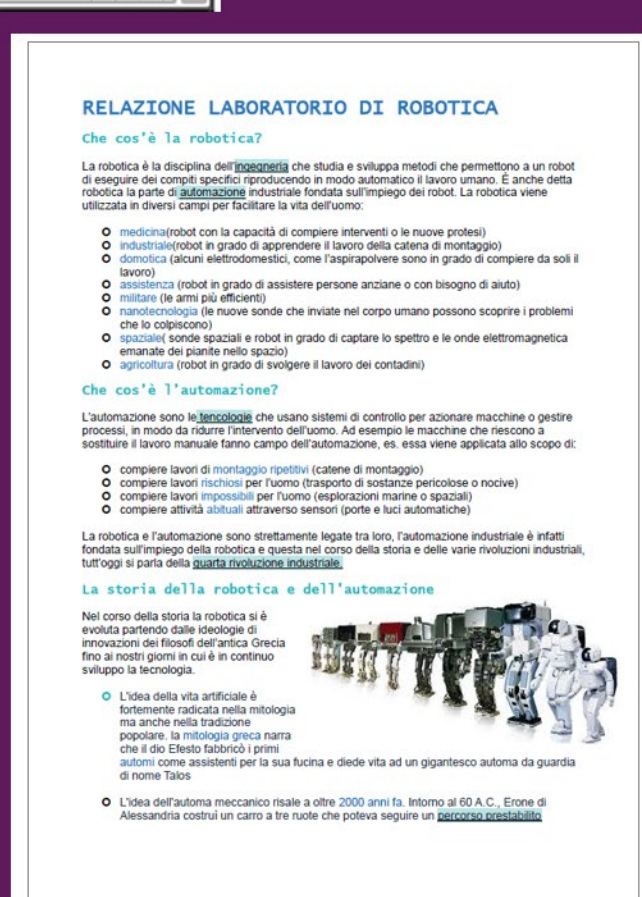 RELAZIONE LABORATORIO DI ROBOTICA
Che cos'è la robotica?
La robotica è la disciplina dell'ingegneria che studia e sviluppa metodi che permettono a un robot
di eseguire dei compiti specifici riproducendo in modo automatico il lavoro umano. È anche detta
robotica la parte di automazione industriale fondata sull'impiego dei robot. La robotica viene
utilizzata in diversi campi per facilitare la vita dell'uomo:
medicina(robot con la capacità di compiere interventi o le nuove protesi)
industriale(robot in grado di apprendere il lavoro della catena di montaggio)
domotica (alcuni elettrodomestici, come l'aspirapolvere sono in grado di compiere da soli il
lavoro)
assistenza (robot in grado di assistere persone anziane o con bisogno di aiuto)
militare (le armi più efficienti)
nanotecnologia (le nuove sonde che inviate nel corpo umano possono scoprire i problemi
che lo colpiscono)
spaziale( sonde spaziali e robot in grado di captare lo spettro e le onde elettromagnetica
emanate dei pianite nello spazio)
agricoltura (robot in grado di svolgere il lavoro dei contadini)
Che cos'è l'automazione?
L'automazione sono le tencologie che usano sistemi di controllo per azionare macchine o gestire
processi, in modo da ridurre l'intervento dell'uomo. Ad esempio le macchine che riescono a
sostituire il lavoro manuale fanno campo dell'automazione, es. essa viene applicata allo scopo di:
compiere lavori di montaggio ripetitivi (catene di montaggio)
compiere lavori rischiosi per l'uomo (trasporto di sostanze pericolose o nocive)
compiere lavori impossibili per l'uomo (esplorazioni marine o spaziali)
compiere attività abituali attraverso sensori (porte e luci automatiche)
La robotica e l'automazione sono strettamente legate tra loro, l'automazione industriale è infatti
fondata sull'impiego della robotica e questa nel corso della storia e delle varie rivoluzioni industriali,
tutt'oggi si parla della quarta rivoluzione industriale.
La storia della robotica e dell'automazione
Nel corso della storia la robotica si è
evoluta partendo dalle ideologie di
innovazioni dei filosofi dell'antica Grecia
fino ai nostri giorni in cui è in continuo
sviluppo la tecnologia.
L'idea della vita artificiale è
fortemente radicata nella mitologia
ma anche nella tradizione
popolare. la mitologia greca narra
che il dio Efesto fabbricò i primi
automi come assistenti per la sua fucina e diede vita ad un gigantesco automa da guardia
di nome Talos
L'idea dell'automa meccanico risale a oltre 2000 anni fa. Intorno al 60 A.C., Erone di
Alessandria costruì un carro a tre ruote che poteva seguire un percorso prestabilito